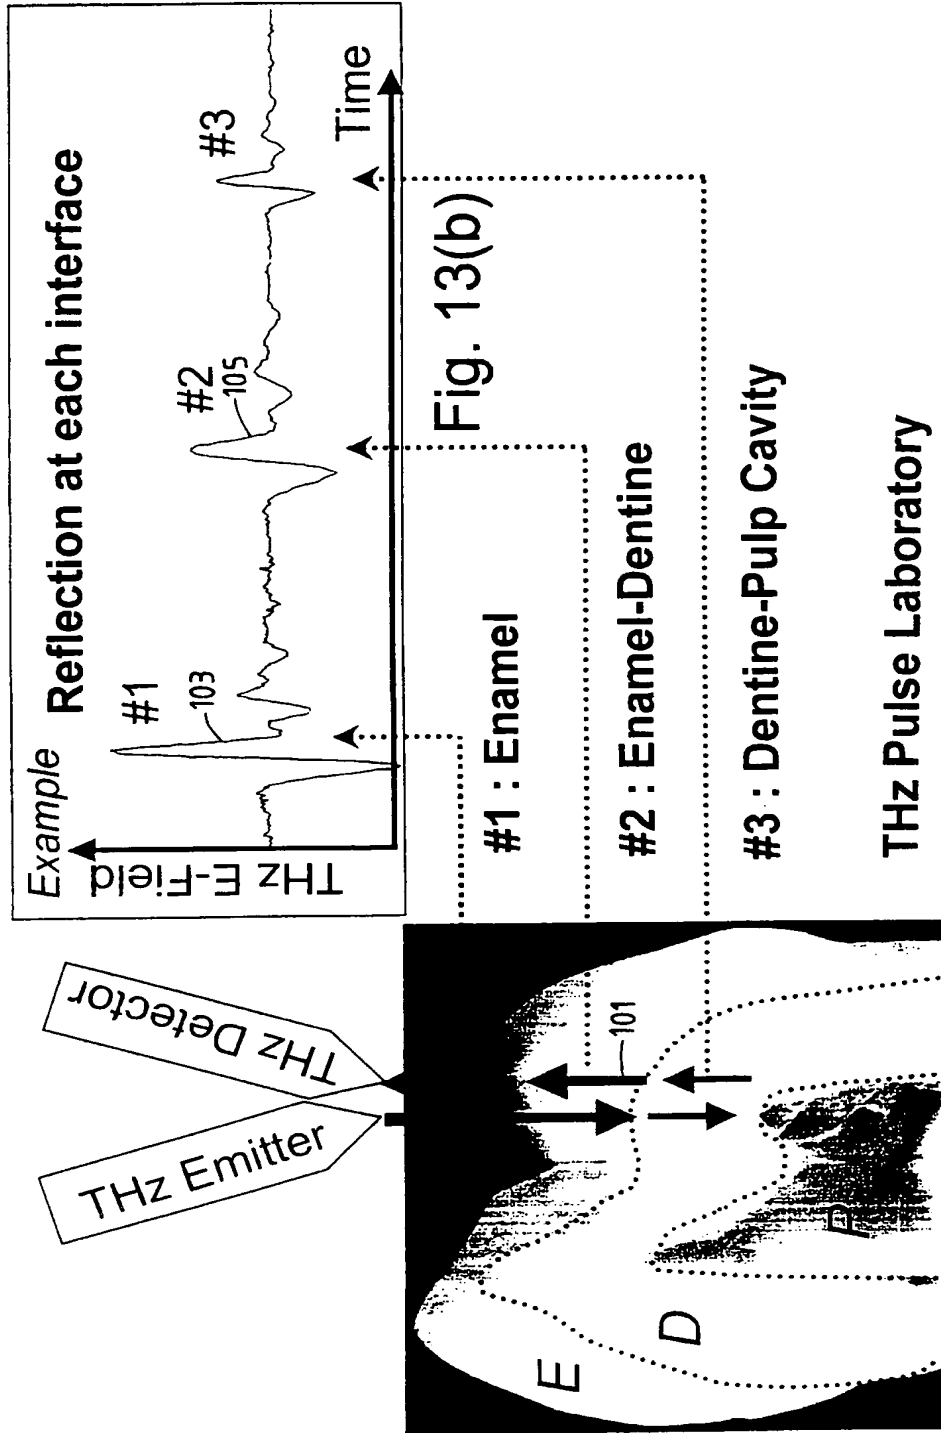 Example
Reflection at each interface
THz E-Field
#1
103
#2
105
#3
Time
Fig. 13(b)
THz Emitter
THz Detector
101
E
D
P
#1 : Enamel
#2 : Enamel-Dentine
#3 : Dentine-Pulp Cavity
THz Pulse Laboratory